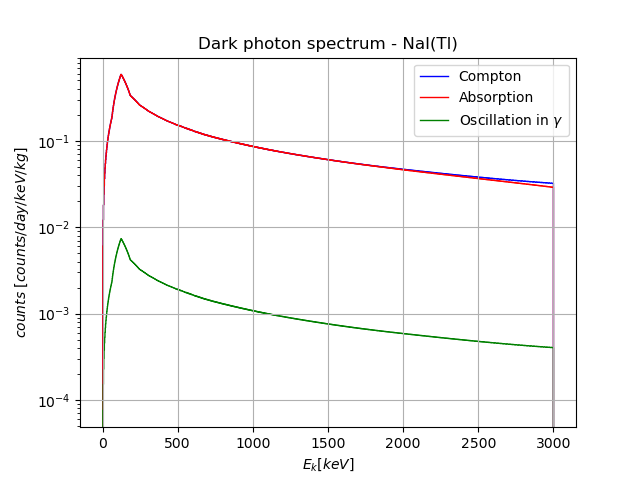 Dark photon spectrum - NaI(Tl)
Compton
Absorption
Oscillation in γ
counts [counts/day/keV/kg]
10⁻¹
10⁻²
10⁻³
10⁻⁴
0 500 1000 1500 2000 2500 3000
E_k[keV]